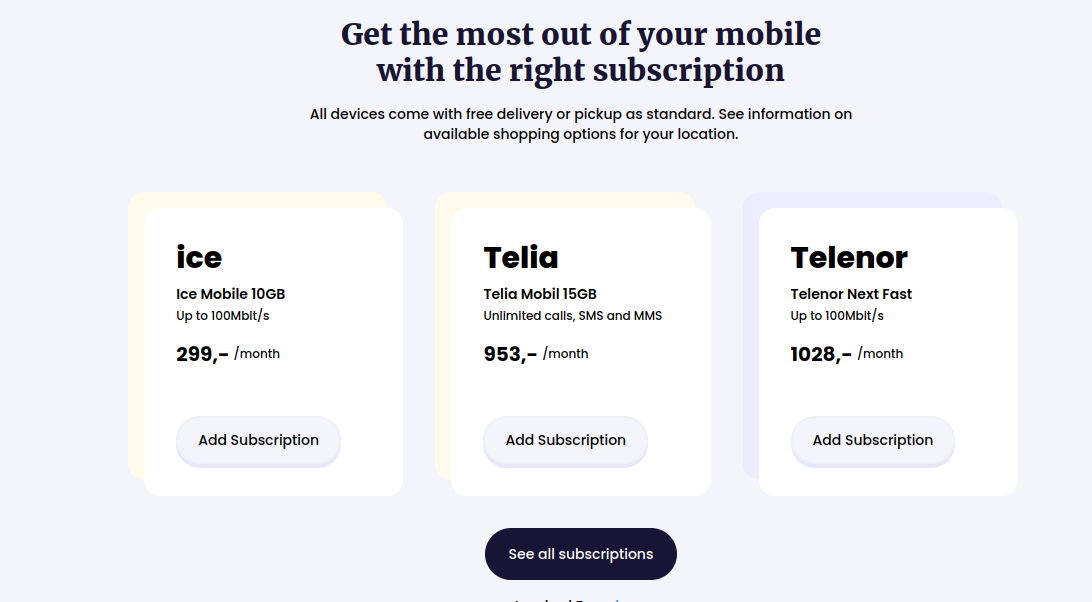 Get the most out of your mobile
with the right subscription
All devices come with free delivery or pickup as standard. See information on
available shopping options for your location.
ice
Ice Mobile 10GB
Up to 100Mbit/s
299,- /month
Add Subscription
Telia
Telia Mobil 15GB
Unlimited calls, SMS and MMS
953,- /month
Add Subscription
Telenor
Telenor Next Fast
Up to 100Mbit/s
1028,- /month
Add Subscription
See all subscriptions